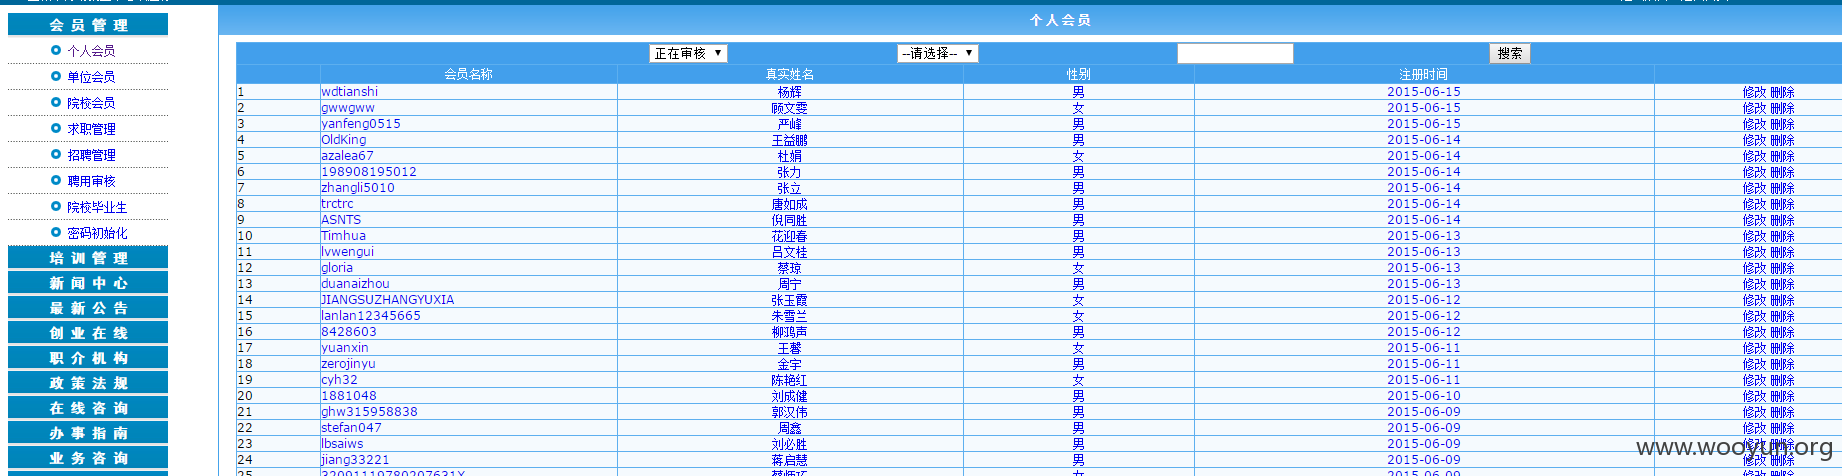 会员管理
个人会员
单位会员
院校会员
求职管理
招聘管理
聘用审核
院校毕业生
密码初始化
培训管理
新闻中心
最新公告
创业在线
职介机构
政策法规
在线咨询
办事指南
业务咨询
个人会员
正在审核 --请选择-- 搜索
会员名称 真实姓名 性别 注册时间
1 wdtianshi 杨辉 男 2015-06-15 修改 删除
2 gwwgww 顾文雯 女 2015-06-15 修改 删除
3 yanfeng0515 严峰 男 2015-06-15 修改 删除
4 OldKing 王益鹏 男 2015-06-14 修改 删除
5 azalea67 杜娟 女 2015-06-14 修改 删除
6 198908195012 张力 男 2015-06-14 修改 删除
7 zhangli5010 张立 男 2015-06-14 修改 删除
8 trctrc 唐如成 男 2015-06-14 修改 删除
9 ASNTS 倪同胜 男 2015-06-14 修改 删除
10 Timhua 花迎春 男 2015-06-13 修改 删除
11 lvwengui 吕文桂 男 2015-06-13 修改 删除
12 gloria 蔡琼 女 2015-06-13 修改 删除
13 duanaizhou 周宁 男 2015-06-13 修改 删除
14 JIANGSUZHANGYUXIA 张玉霞 女 2015-06-12 修改 删除
15 lanlan12345665 朱雪兰 女 2015-06-12 修改 删除
16 8428603 柳鸿声 男 2015-06-12 修改 删除
17 yuanxin 王馨 女 2015-06-11 修改 删除
18 zerojinyu 金宇 男 2015-06-11 修改 删除
19 cyh32 陈艳红 女 2015-06-11 修改 删除
20 1881048 刘成健 男 2015-06-10 修改 删除
21 ghw315958838 郭汉伟 男 2015-06-09 修改 删除
22 stefan047 周鑫 男 2015-06-09 修改 删除
23 lbsaiws 刘必胜 男 2015-06-09 修改 删除
24 jiang33221 蒋启慧 男 2015-06-09 修改 删除
www.wooyun.org